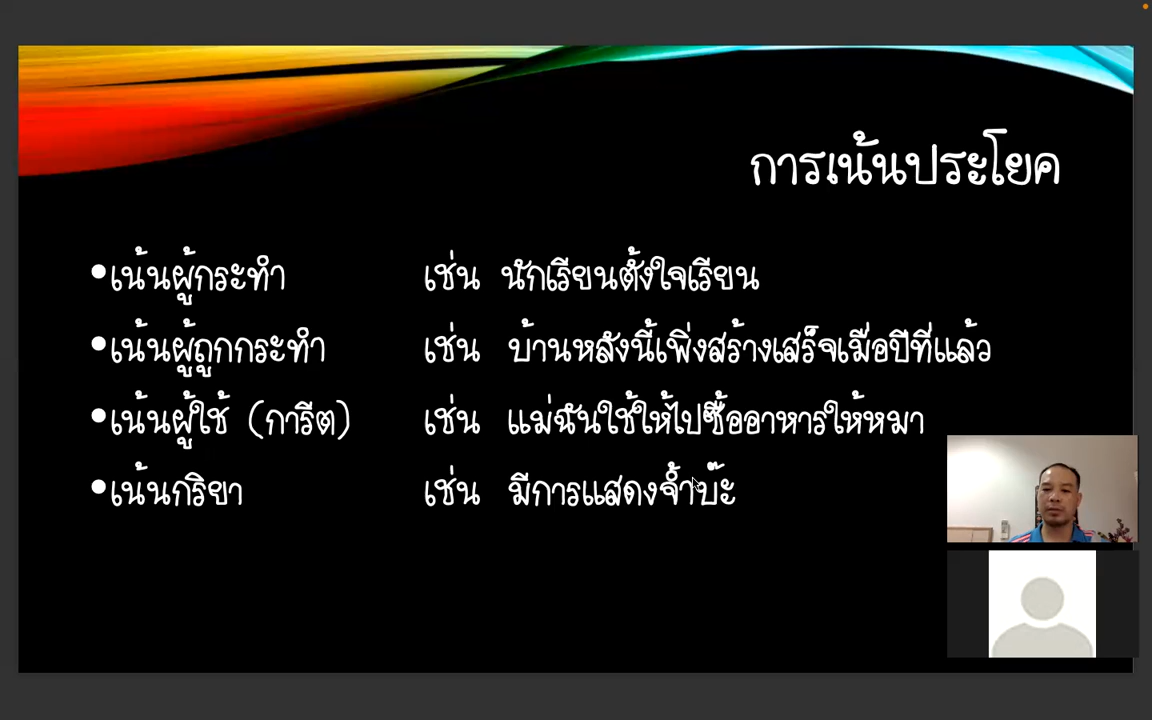 การเน้นประโยค
•เน้นผู้กระทำ เช่น นักเรียนตั้งใจเรียน
•เน้นผู้ถูกกระทำ เช่น บ้านหลังนี้เพิ่งสร้างเสร็จเมื่อปีที่แล้ว
•เน้นผู้ใช้ (การีต) เช่น แม่ฉันใช้ให้ไปซื้ออาหารให้หมา
•เน้นกริยา เช่น มีการแสดงจ้ำบ๊ะ